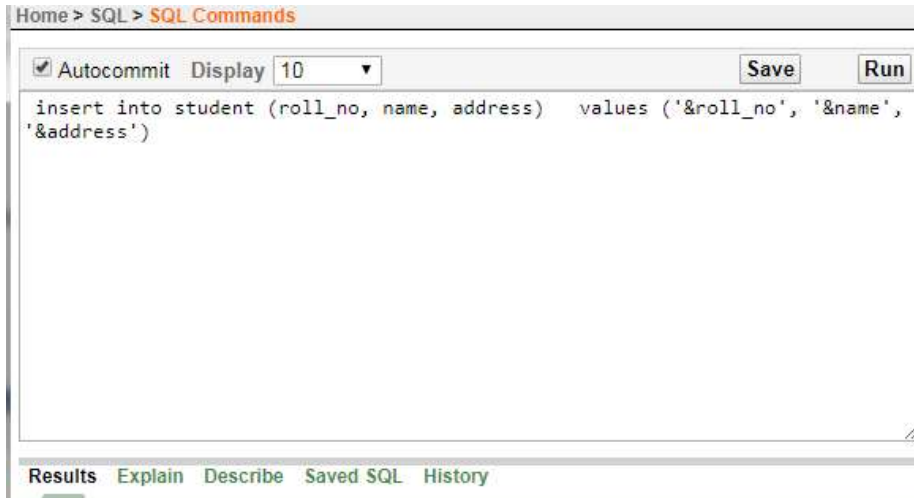 Home > SQL > SQL Commands
Autocommit Display 10 Save Run
insert into student (roll_no, name, address) values ('&roll_no', '&name',
'&address')
Results Explain Describe Saved SQL History